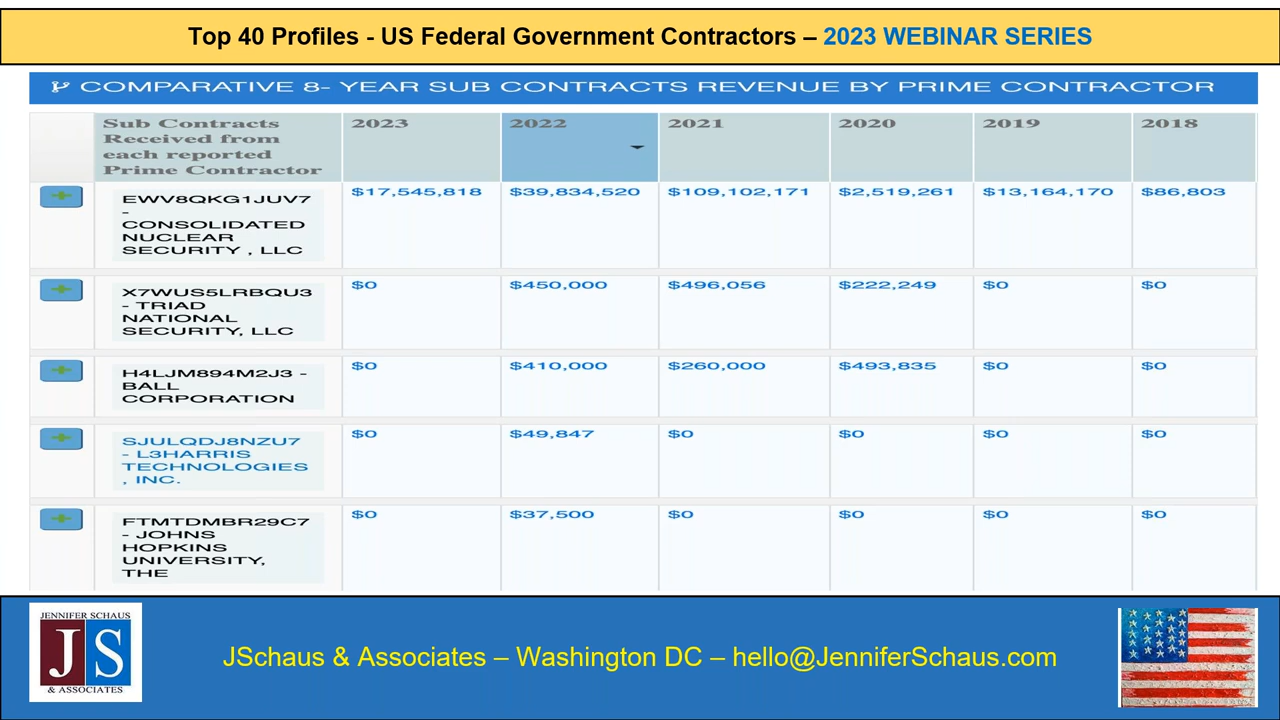 Top 40 Profiles - US Federal Government Contractors – 2023 WEBINAR SERIES
COMPARATIVE 8- YEAR SUB CONTRACTS REVENUE BY PRIME CONTRACTOR
Sub Contracts
Received from
each reported
Prime Contractor
2023
2022
2021
2020
2019
2018
EWV8QKG1JUV7
-
CONSOLIDATED
NUCLEAR
SECURITY , LLC
$17,545,818
$39,834,520
$109,102,171
$2,519,261
$13,164,170
$86,803
X7WUS5LRBQU3
- TRIAD
NATIONAL
SECURITY, LLC
$0
$450,000
$496,056
$222,249
$0
$0
H4LJM894M2J3 -
BALL
CORPORATION
$0
$410,000
$260,000
$493,835
$0
$0
SJULQDJ8NZU7
- L3HARRIS
TECHNOLOGIES
, INC.
$0
$49,847
$0
$0
$0
$0
FTMTDMBR29C7
- JOHNS
HOPKINS
UNIVERSITY,
THE
$0
$37,500
$0
$0
$0
$0
JENNIFER SCHAUS
JS
& ASSOCIATES
JSchaus & Associates – Washington DC – hello@JenniferSchaus.com